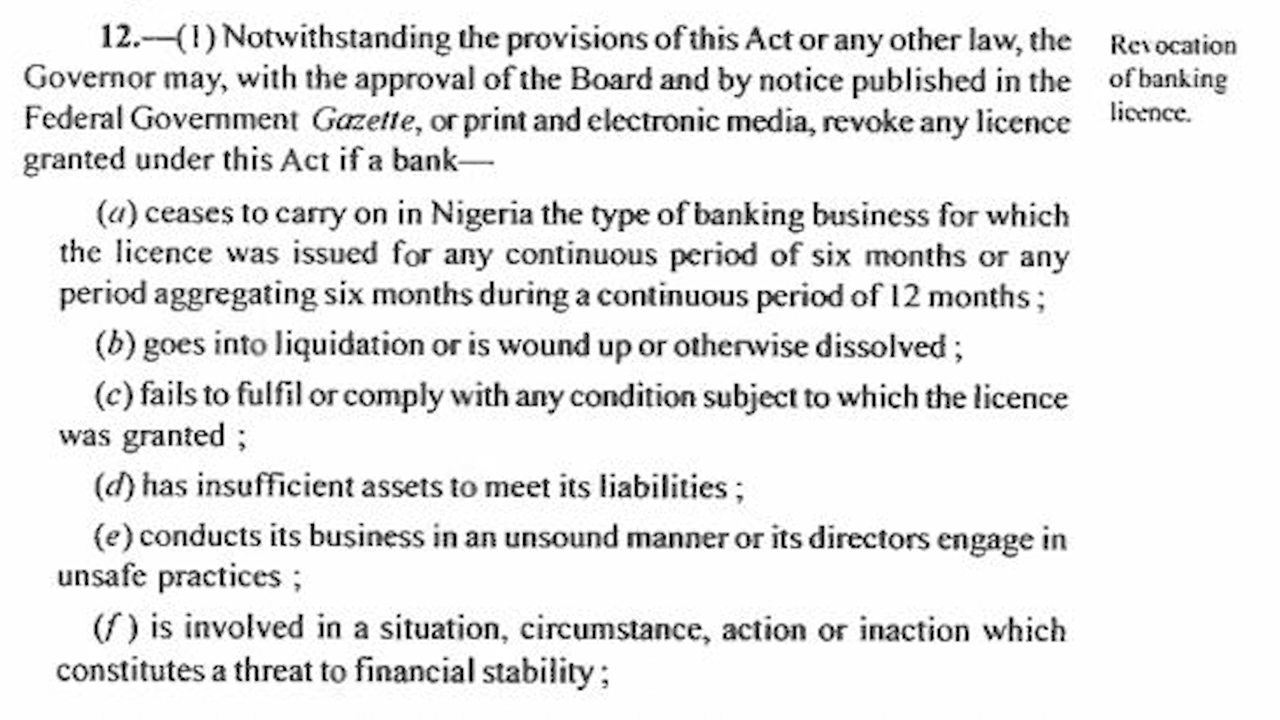 12.—(1) Notwithstanding the provisions of this Act or any other law, the
Governor may, with the approval of the Board and by notice published in the
Federal Government Gazette, or print and electronic media, revoke any licence
granted under this Act if a bank—
Revocation
of banking
licence.
(a) ceases to carry on in Nigeria the type of banking business for which
the licence was issued for any continuous period of six months or any
period aggregating six months during a continuous period of 12 months ;
(b) goes into liquidation or is wound up or otherwise dissolved ;
(c) fails to fulfil or comply with any condition subject to which the licence
was granted ;
(d) has insufficient assets to meet its liabilities ;
(e) conducts its business in an unsound manner or its directors engage in
unsafe practices ;
(f) is involved in a situation, circumstance, action or inaction which
constitutes a threat to financial stability ;